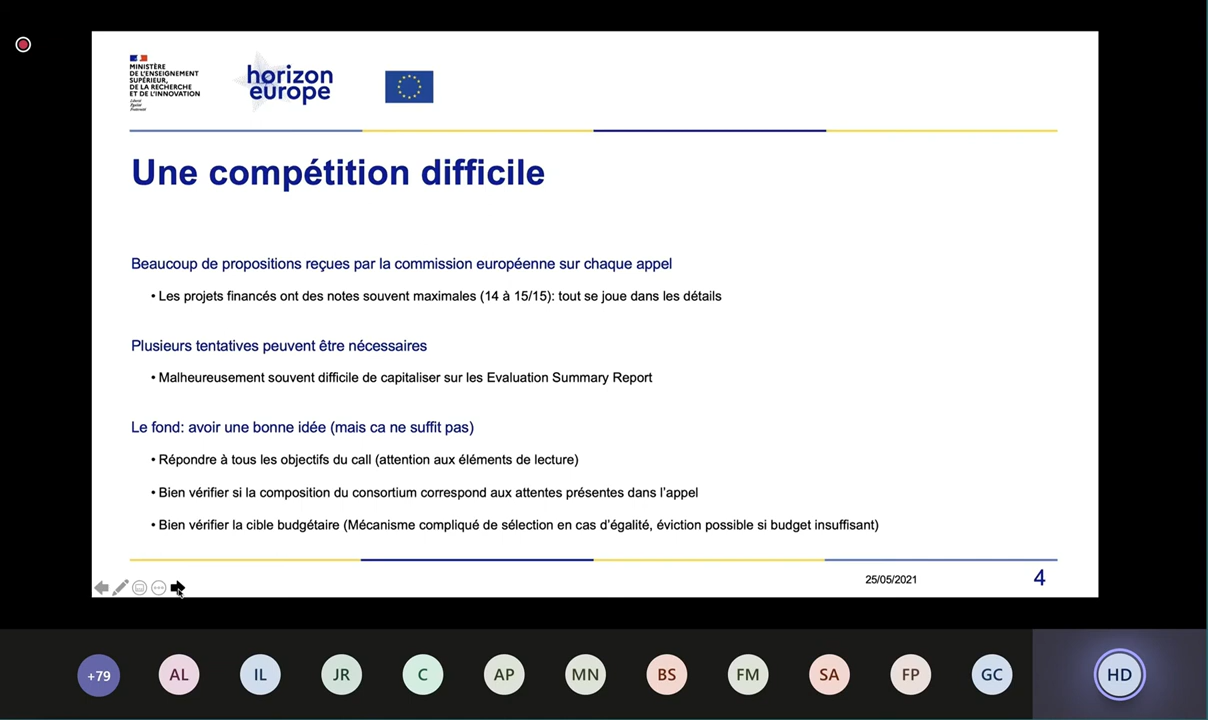 MINISTÈRE
DE L'ENSEIGNEMENT
SUPÉRIEUR,
DE LA RECHERCHE
ET DE L'INNOVATION
Liberté
Égalité
Fraternité
horizon
europe
Une compétition difficile
Beaucoup de propositions reçues par la commission européenne sur chaque appel
• Les projets financés ont des notes souvent maximales (14 à 15/15): tout se joue dans les détails
Plusieurs tentatives peuvent être nécessaires
• Malheureusement souvent difficile de capitaliser sur les Evaluation Summary Report
Le fond: avoir une bonne idée (mais ca ne suffit pas)
• Répondre à tous les objectifs du call (attention aux éléments de lecture)
• Bien vérifier si la composition du consortium correspond aux attentes présentes dans l'appel
• Bien vérifier la cible budgétaire (Mécanisme compliqué de sélection en cas d'égalité, éviction possible si budget insuffisant)
25/05/2021
4
+79 AL IL JR C AP MN BS FM SA FP GC HD